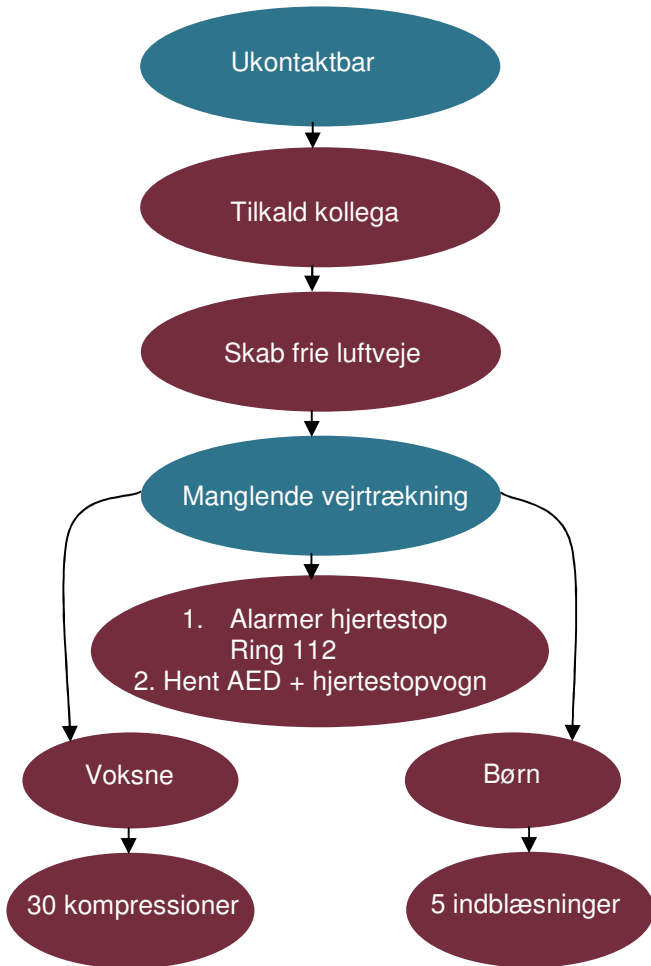 Ukontaktbar
Tilkald kollega
Skab frie luftveje
Manglende vejrtrækning
1. Alarmer hjertestop
Ring 112
2. Hent AED + hjertestopvogn
Voksne
Børn
30 kompressioner
5 indblæsninger